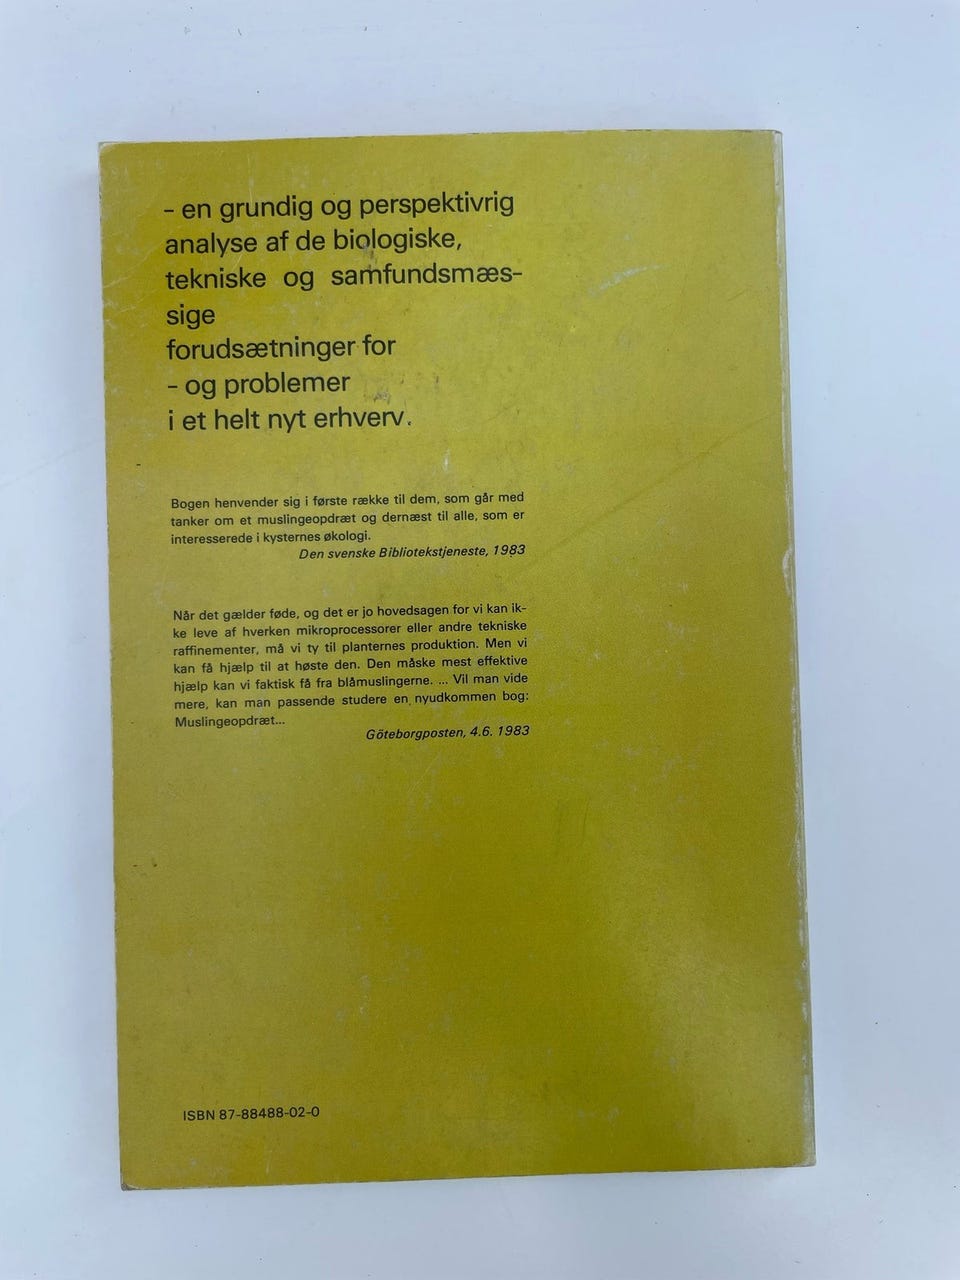 - en grundig og perspektivrig
analyse af de biologiske,
tekniske og samfundsmæs-
sige
forudsætninger for
- og problemer
i et helt nyt erhverv.
Bogen henvender sig i første række til dem, som går med
tanker om et muslingeopdræt og dernæst til alle, som er
interesserede i kysternes økologi.
Den svenske Bibliotekstjeneste, 1983
Når det gælder føde, og det er jo hovedsagen for vi kan ik-
ke leve af hverken mikroprocessorer eller andre tekniske
raffinementer, må vi ty til planternes produktion. Men vi
kan få hjælp til at høste den. Den måske mest effektive
hjælp kan vi faktisk få fra blåmuslingerne. ... Vil man vide
mere, kan man passende studere en nyudkommen bog:
Muslingeopdræt...
Göteborgposten, 4.6. 1983
ISBN 87-88488-02-0